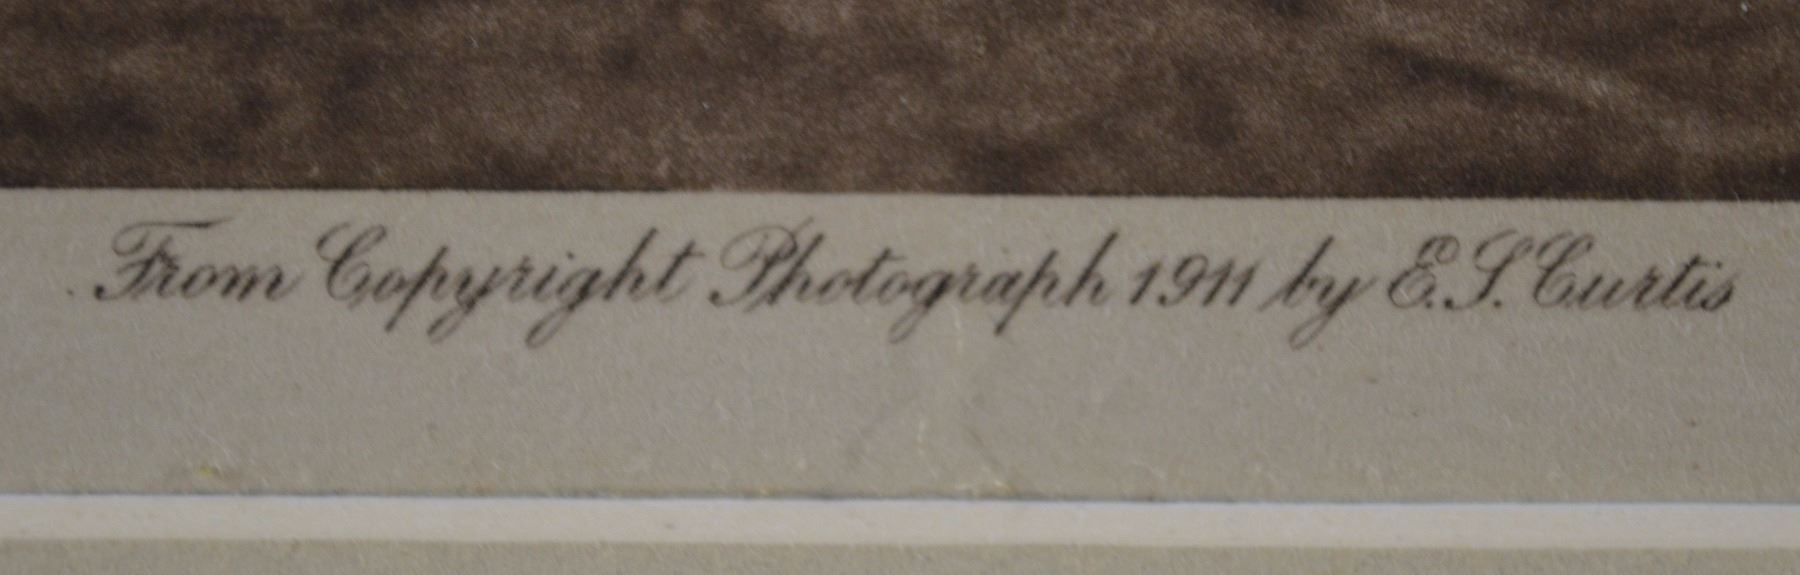 From Copyright Photograph 1911 by E. S. Curtis